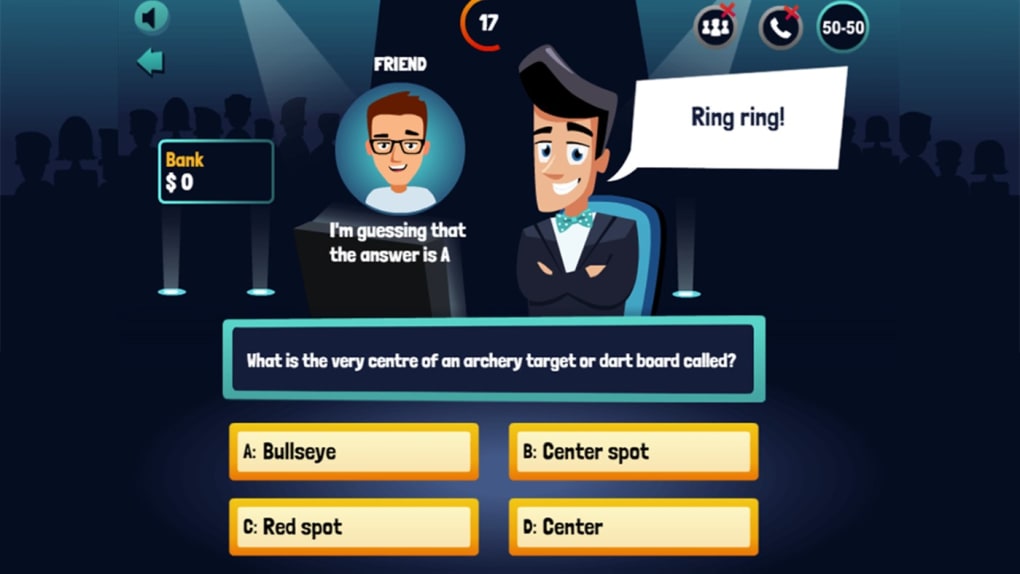 17
50-50
FRIEND
Ring ring!
Bank
$ 0
I'm guessing that
the answer is A
What is the very centre of an archery target or dart board called?
A: Bullseye
B: Center spot
C: Red spot
D: Center